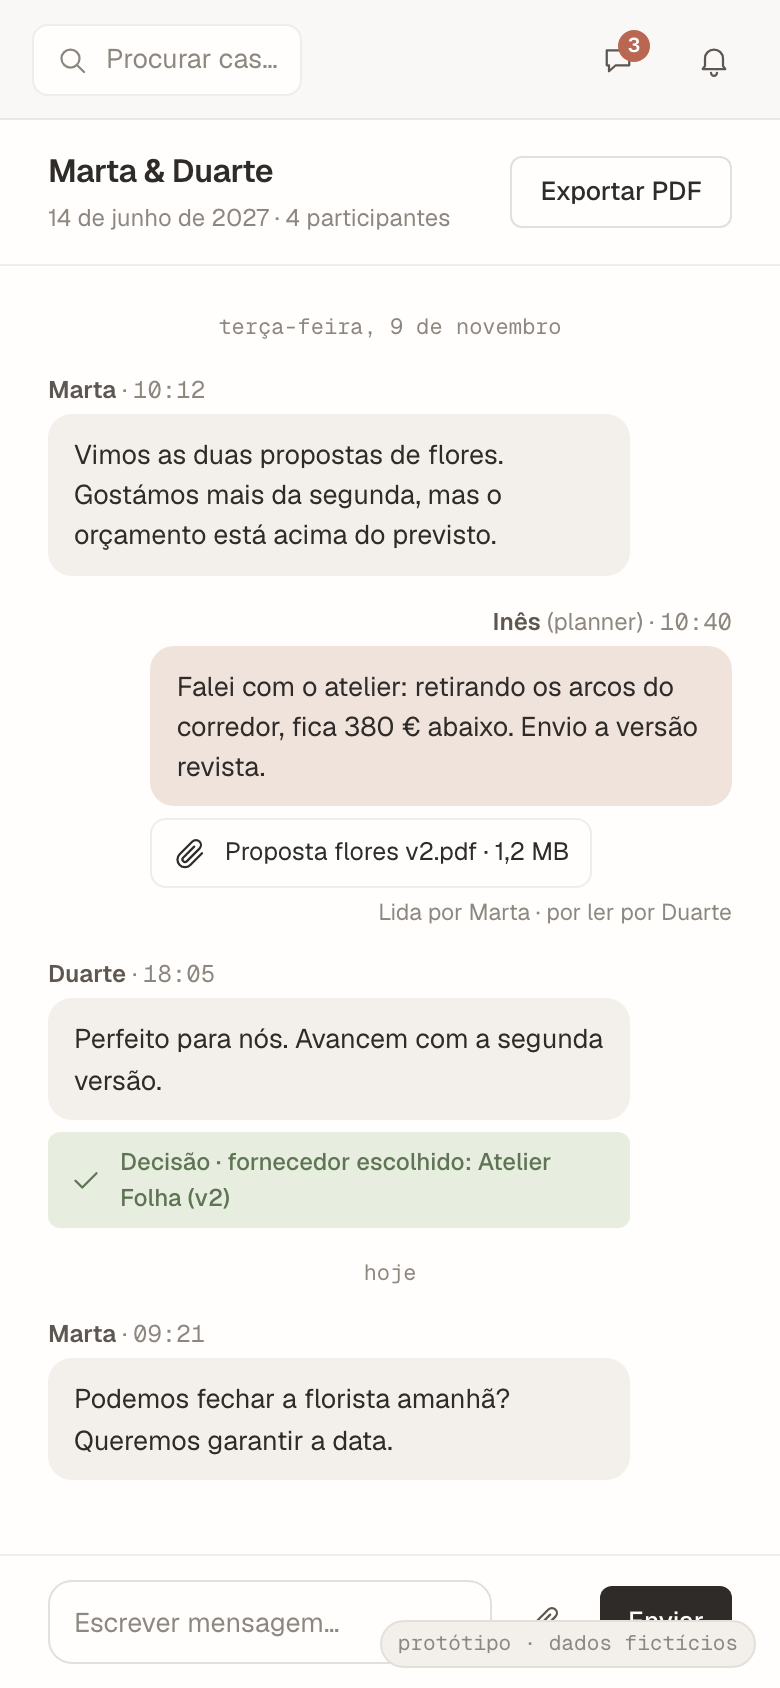 Procurar cas...
3
Marta & Duarte
14 de junho de 2027 · 4 participantes
Exportar PDF
terça-feira, 9 de novembro
Marta · 10:12
Vimos as duas propostas de flores.
Gostámos mais da segunda, mas o
orçamento está acima do previsto.
Inês (planner) · 10:40
Falei com o atelier: retirando os arcos do
corredor, fica 380 € abaixo. Envio a versão
revista.
Proposta flores v2.pdf · 1,2 MB
Lida por Marta · por ler por Duarte
Duarte · 18:05
Perfeito para nós. Avancem com a segunda
versão.
Decisão · fornecedor escolhido: Atelier
Folha (v2)
hoje
Marta · 09:21
Podemos fechar a florista amanhã?
Queremos garantir a data.
Escrever mensagem...
Enviar
protótipo · dados fictícios